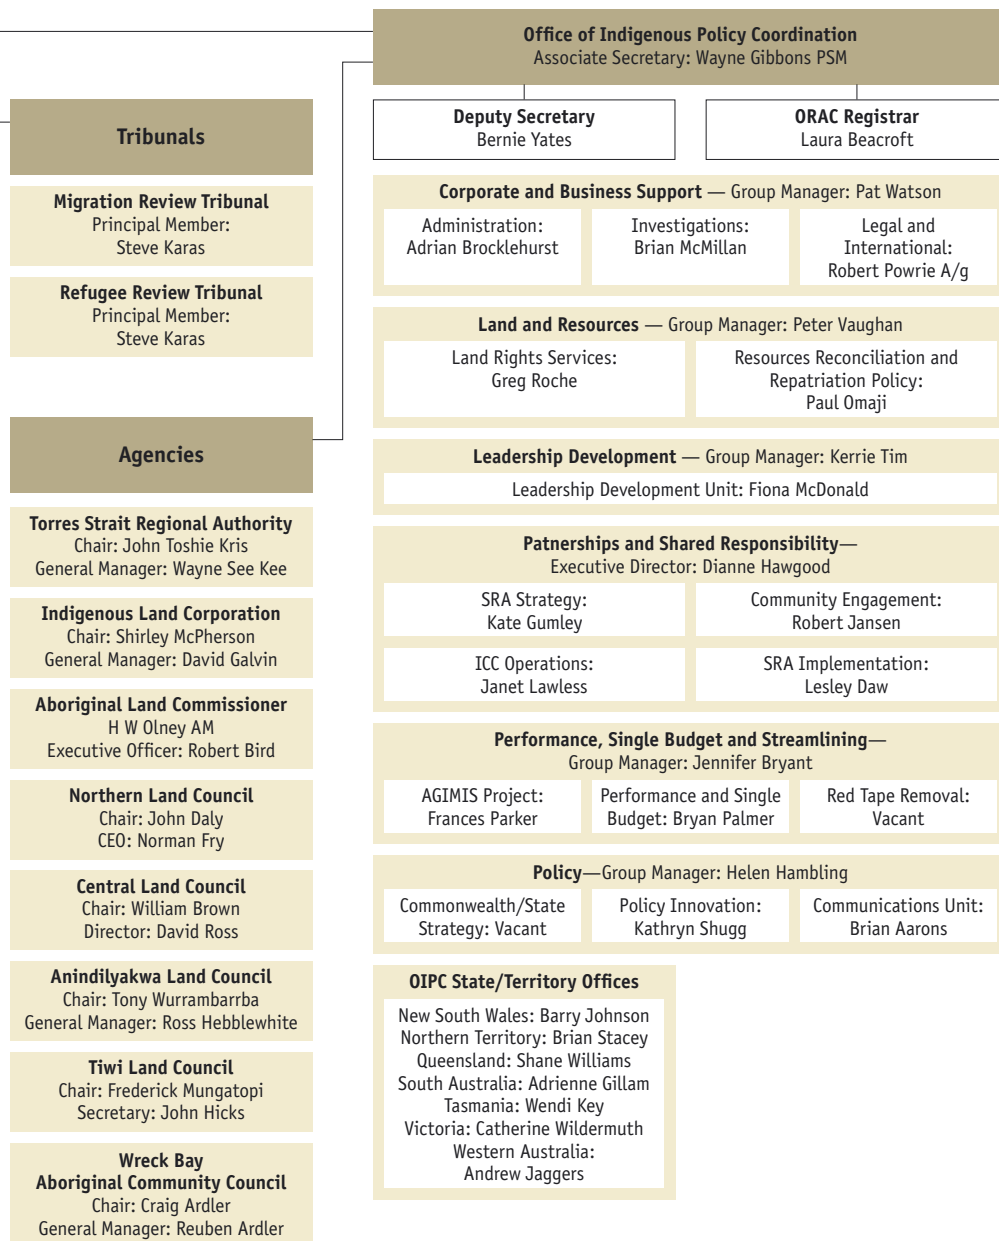 Office of Indigenous Policy Coordination
Associate Secretary: Wayne Gibbons PSM
Deputy Secretary
Bernie Yates
ORAC Registrar
Laura Beacroft
Tribunals
Migration Review Tribunal
Principal Member:
Steve Karas
Refugee Review Tribunal
Principal Member:
Steve Karas
Agencies
Torres Strait Regional Authority
Chair: John Toshie Kris
General Manager: Wayne See Kee
Indigenous Land Corporation
Chair: Shirley McPherson
General Manager: David Galvin
Aboriginal Land Commissioner
H W Olney AM
Executive Officer: Robert Bird
Northern Land Council
Chair: John Daly
CEO: Norman Fry
Central Land Council
Chair: William Brown
Director: David Ross
Anindilyakwa Land Council
Chair: Tony Wurrambarrba
General Manager: Ross Hebblewhite
Tiwi Land Council
Chair: Frederick Mungatopi
Secretary: John Hicks
Wreck Bay
Aboriginal Community Council
Chair: Craig Ardler
General Manager: Reuben Ardler
Corporate and Business Support — Group Manager: Pat Watson
Administration:
Adrian Brocklehurst
Investigations:
Brian McMillan
Legal and
International:
Robert Powrie A/g
Land and Resources — Group Manager: Peter Vaughan
Land Rights Services:
Greg Roche
Resources Reconciliation and
Repatriation Policy:
Paul Omaji
Leadership Development — Group Manager: Kerrie Tim
Leadership Development Unit: Fiona McDonald
Patnerships and Shared Responsibility—
Executive Director: Dianne Hawgood
SRA Strategy:
Kate Gumley
Community Engagement:
Robert Jansen
ICC Operations:
Janet Lawless
SRA Implementation:
Lesley Daw
Performance, Single Budget and Streamlining—
Group Manager: Jennifer Bryant
AGIMIS Project:
Frances Parker
Performance and Single
Budget: Bryan Palmer
Red Tape Removal:
Vacant
Policy—Group Manager: Helen Hambling
Commonwealth/State
Strategy: Vacant
Policy Innovation:
Kathryn Shugg
Communications Unit:
Brian Aarons
OIPC State/Territory Offices
New South Wales: Barry Johnson
Northern Territory: Brian Stacey
Queensland: Shane Williams
South Australia: Adrienne Gillam
Tasmania: Wendi Key
Victoria: Catherine Wildermuth
Western Australia:
Andrew Jaggers